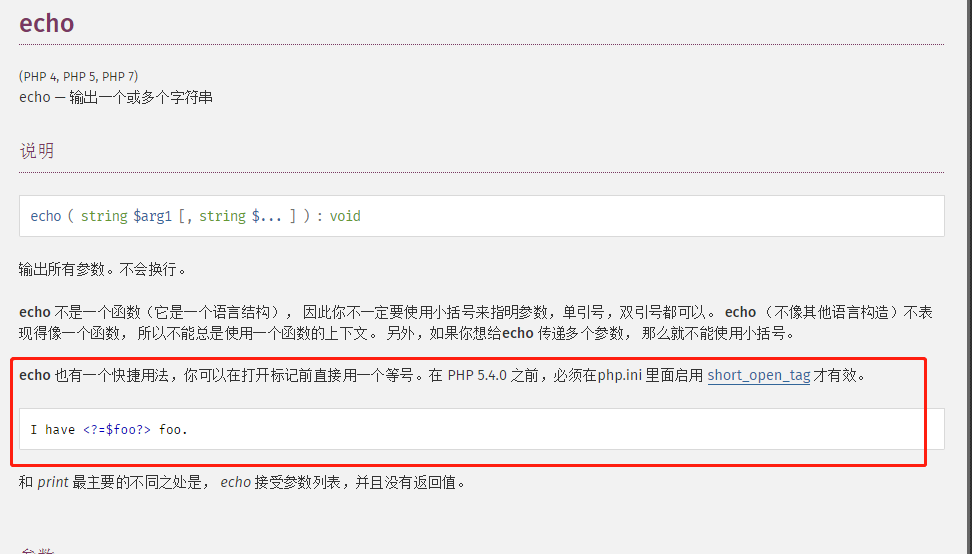 echo
(PHP 4, PHP 5, PHP 7)
echo — 输出一个或多个字符串
说明
echo ( string $arg1 [, string $... ] ) : void
输出所有参数。不会换行。
echo 不是一个函数（它是一个语言结构）， 因此你不一定要使用小括号来指明参数，单引号，双引号都可以。 echo （不像其他语言构造）不表
现得像一个函数， 所以不能总是使用一个函数的上下文。 另外，如果你想给echo 传递多个参数， 那么就不能使用小括号。
echo 也有一个快捷用法，你可以在打开标记前直接用一个等号。在 PHP 5.4.0 之前，必须在php.ini 里面启用 short_open_tag 才有效。
I have <?=$foo?> foo.
和 print 最主要的不同之处是， echo 接受参数列表，并且没有返回值。
参数